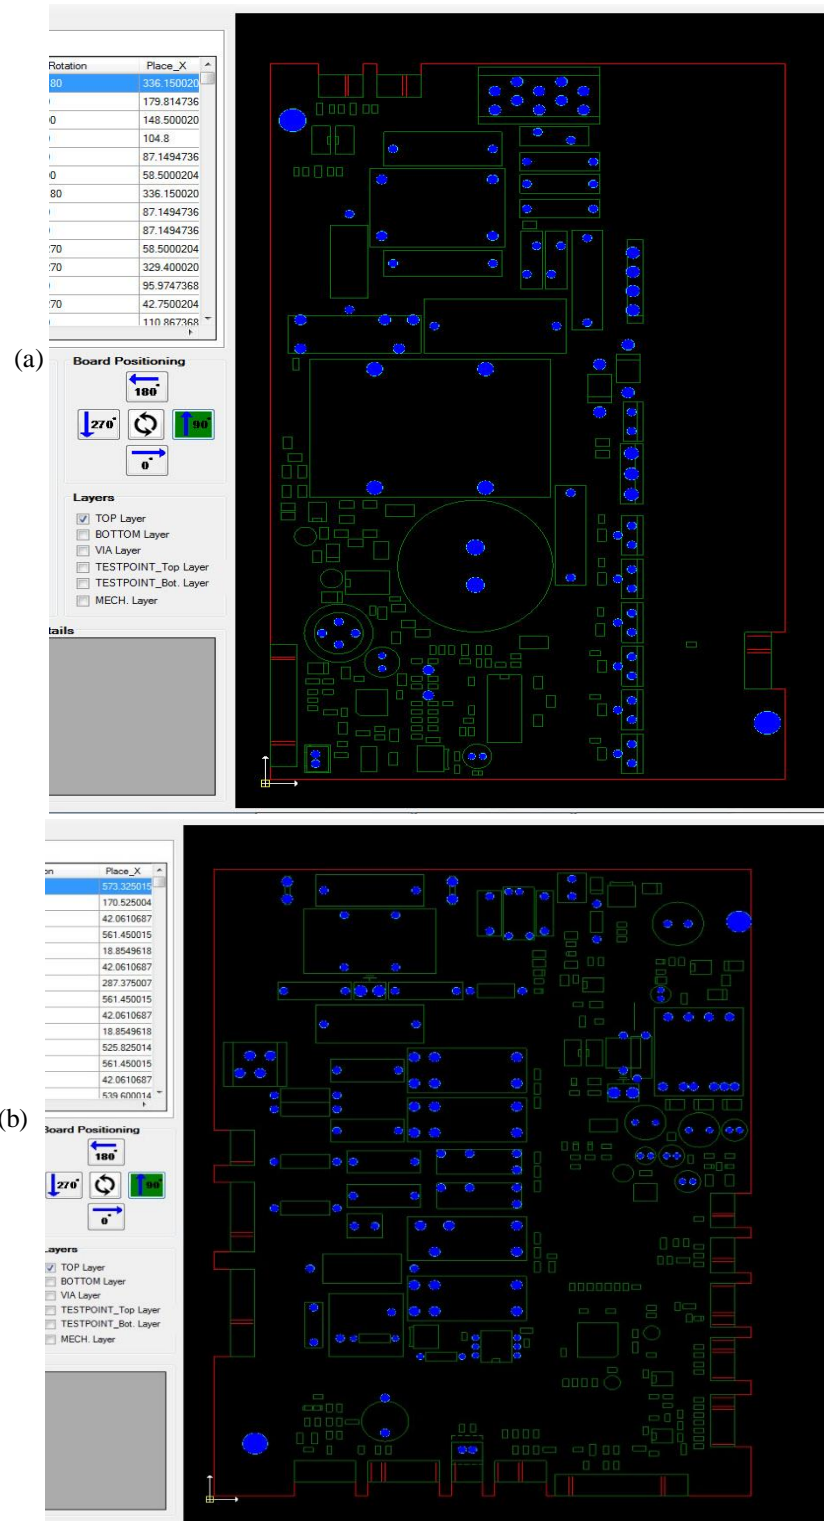 Rotation Place_X
80 336.150020
179.814736
00 148.500020
104.8
87.1494736
00 58.5000204
80 336.150020
87.1494736
87.1494736
270 58.5000204
270 329.400020
95.9747368
270 42.7500204
110.867368
(a)
Board Positioning
180°
270° 90°
0°
Layers
TOP Layer
BOTTOM Layer
VIA Layer
TESTPOINT_Top Layer
TESTPOINT_Bot. Layer
MECH. Layer
tails
on Place_X
573.325015
170.525004
42.0610687
561.450015
18.8549618
42.0610687
287.375007
561.450015
42.0610687
18.8549618
525.825014
561.450015
42.0610687
539.600014
(b)
Board Positioning
180°
270° 90°
0°
Layers
TOP Layer
BOTTOM Layer
VIA Layer
TESTPOINT_Top Layer
TESTPOINT_Bot. Layer
MECH. Layer